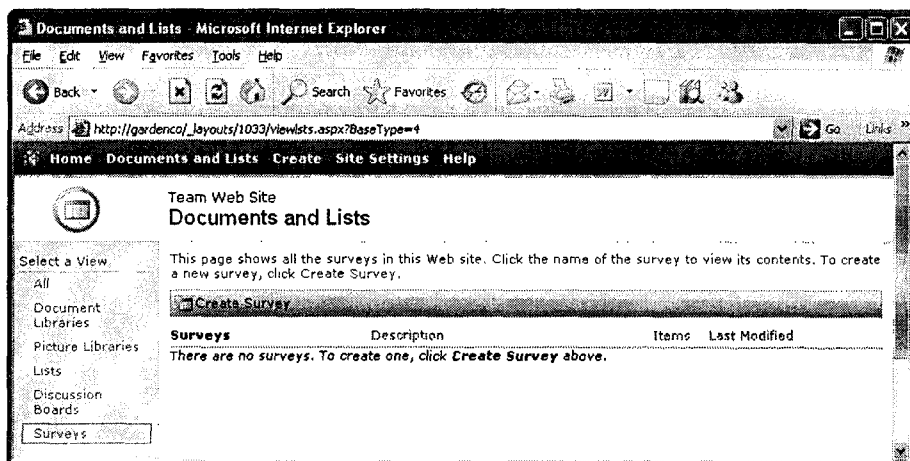 Documents and Lists - Microsoft Internet Explorer
File Edit View Favorites Tools Help
Back Search Favorites
Address http://gardenco/_layouts/1033/viewlsts.aspx?BaseType=4 Go Links »
Home Documents and Lists Create Site Settings Help
Team Web Site
Documents and Lists
Select a View
All
Document
Libraries
Picture Libraries
Lists
Discussion
Boards
Surveys
This page shows all the surveys in this Web site. Click the name of the survey to view its contents. To create
a new survey, click Create Survey.
Create Survey
Surveys Description Items Last Modified
There are no surveys. To create one, click Create Survey above.